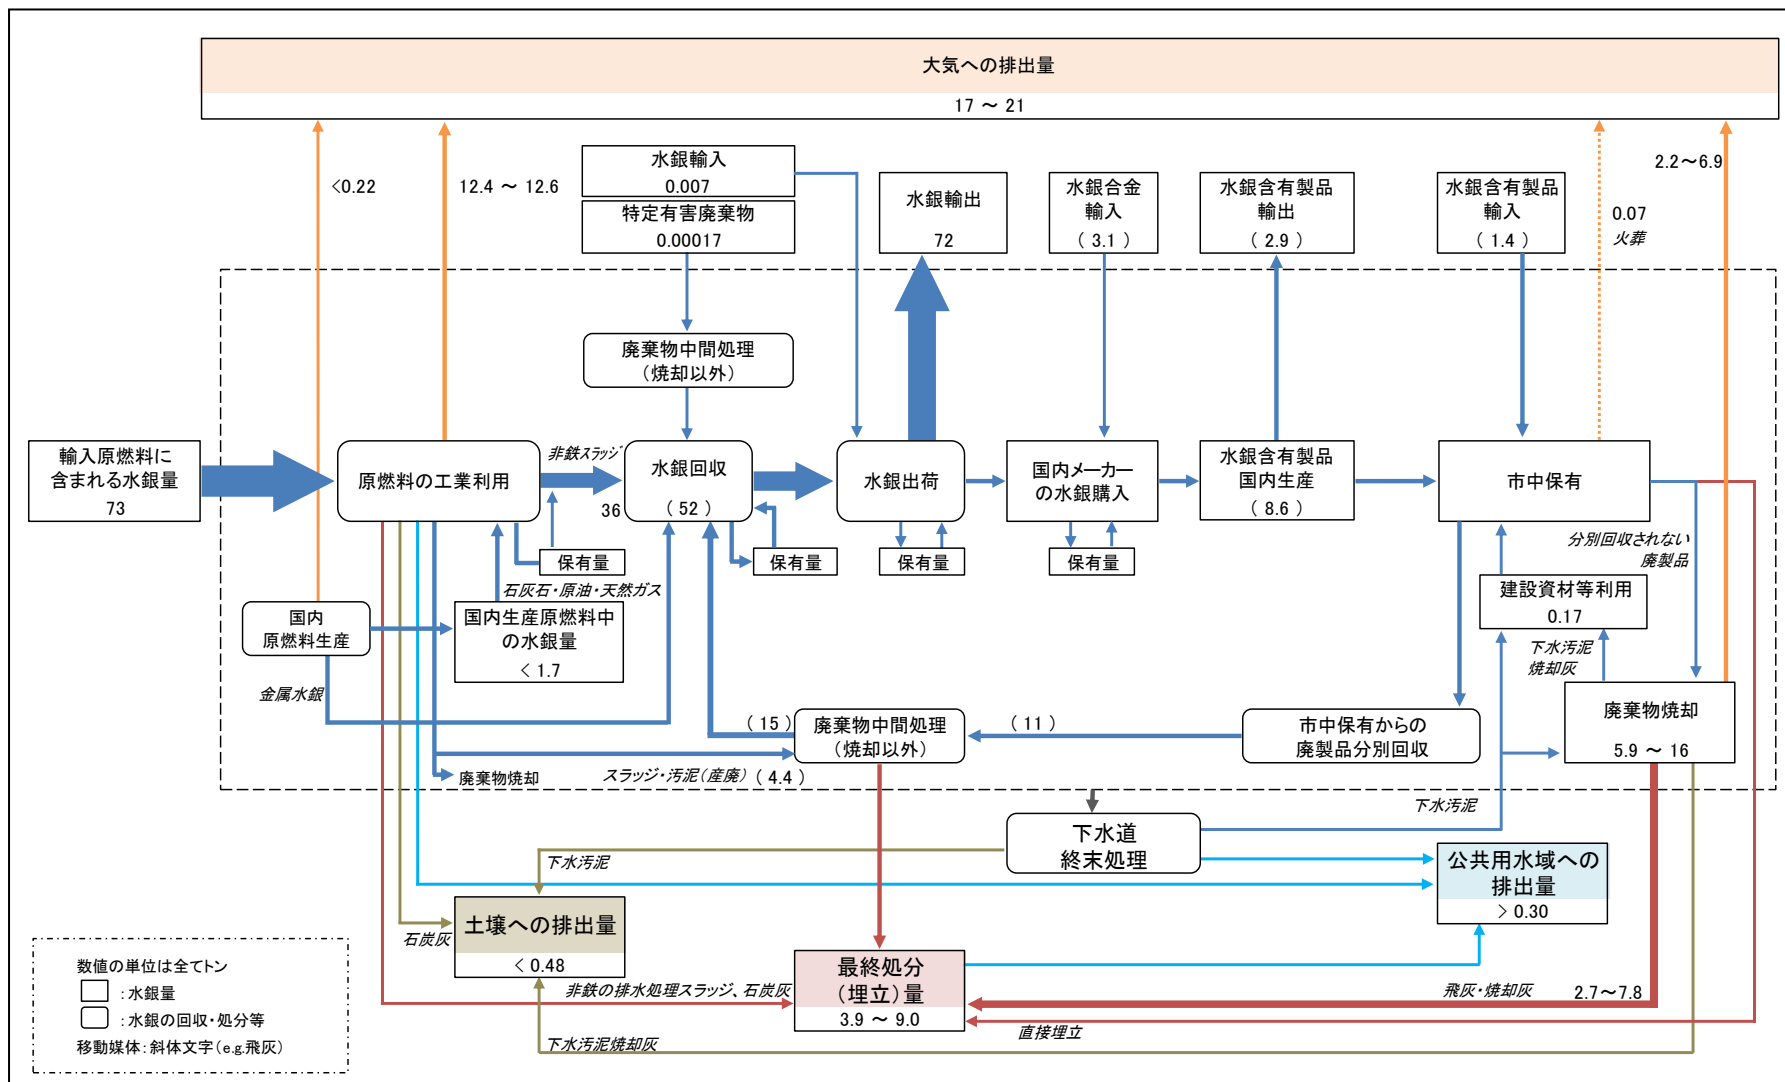 大気への排出量
17 ～ 21
<0.22
12.4 ～ 12.6
水銀輸入
0.007
特定有害廃棄物
0.00017
水銀輸出
72
水銀合金
輸入
( 3.1 )
水銀含有製品
輸出
( 2.9 )
水銀含有製品
輸入
( 1.4 )
0.07
火葬
2.2～6.9
廃棄物中間処理
(焼却以外)
輸入原燃料に
含まれる水銀量
73
原燃料の工業利用
非鉄スラッジ
36
水銀回収
( 52 )
水銀出荷
国内メーカー
の水銀購入
水銀含有製品
国内生産
( 8.6 )
市中保有
保有量
保有量
保有量
保有量
分別回収されない
廃製品
石灰石・原油・天然ガス
国内
原燃料生産
国内生産原燃料中
の水銀量
< 1.7
建設資材等利用
0.17
下水汚泥
焼却灰
金属水銀
( 15 )
廃棄物中間処理
(焼却以外)
( 11 )
市中保有からの
廃製品分別回収
廃棄物焼却
5.9 ～ 16
廃棄物焼却
スラッジ・汚泥(産廃) ( 4.4 )
下水汚泥
下水道
終末処理
下水汚泥
公共用水域への
排出量
> 0.30
土壌への排出量
< 0.48
石炭灰
最終処分
(埋立)量
3.9 ～ 9.0
非鉄の排水処理スラッジ、石炭灰
飛灰・焼却灰
2.7～7.8
直接埋立
下水汚泥焼却灰
数値の単位は全てトン
：水銀量
：水銀の回収・処分等
移動媒体：斜体文字(e.g.飛灰)